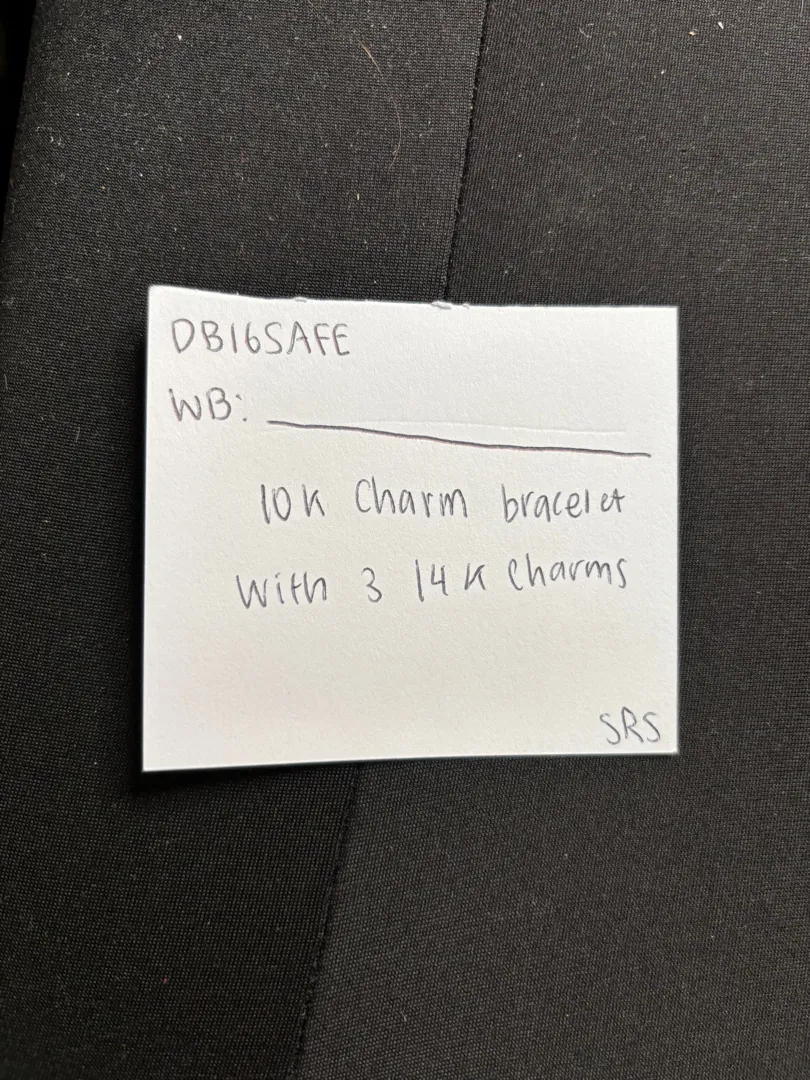 DB16SAFE
WB:
10K Charm bracelet
With 3 14K Charms
SRS